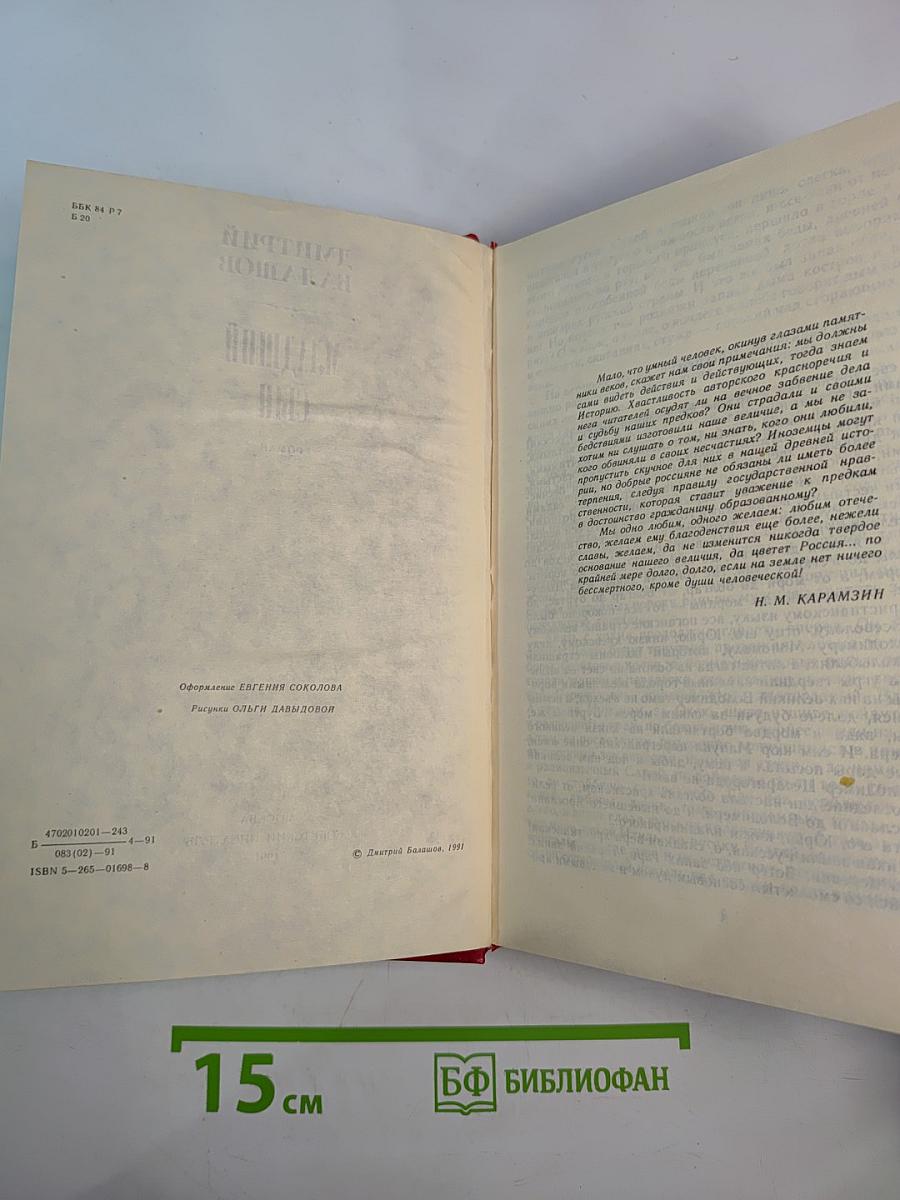 ББК 84 Р 7
Б 20
Оформление ЕВГЕНИЯ СОКОЛОВА
Рисунки ОЛЬГИ ДАВЫДОВОЙ
4702010201—243
Б 4—91
083(02)—91
ISBN 5—265—01698—8
© Дмитрий Балашов, 1991
Мало, что умный человек, окинув глазами памят-
ники веков, скажет нам свои примечания: мы должны
сами видеть действия и действующих, тогда знаем
Историю. Хвастливость авторского красноречия и
нега читателей осудят ли на вечное забвение дела
и судьбу наших предков? Они страдали и своими
бедствиями изготовили наше величие, а мы не за-
хотим ни слушать о том, ни знать, кого они любили,
кого обвиняли в своих несчастиях? Иноземцы могут
пропустить скучное для них в нашей древней исто-
рии, но добрые россияне не обязаны ли иметь более
терпения, следуя правилу государственной нрав-
ственности, которая ставит уважение к предкам
в достоинство гражданину образованному?
Мы одно любим, одного желаем: любим отече-
ство, желаем ему благоденствия еще более, нежели
славы, желаем, да не изменится никогда твердое
основание нашего величия, да цветет Россия... по
крайней мере долго, долго, если на земле нет ничего
бессмертного, кроме души человеческой!
Н. М. КАРАМЗИН
15 см
БФ БИБЛИОФАН